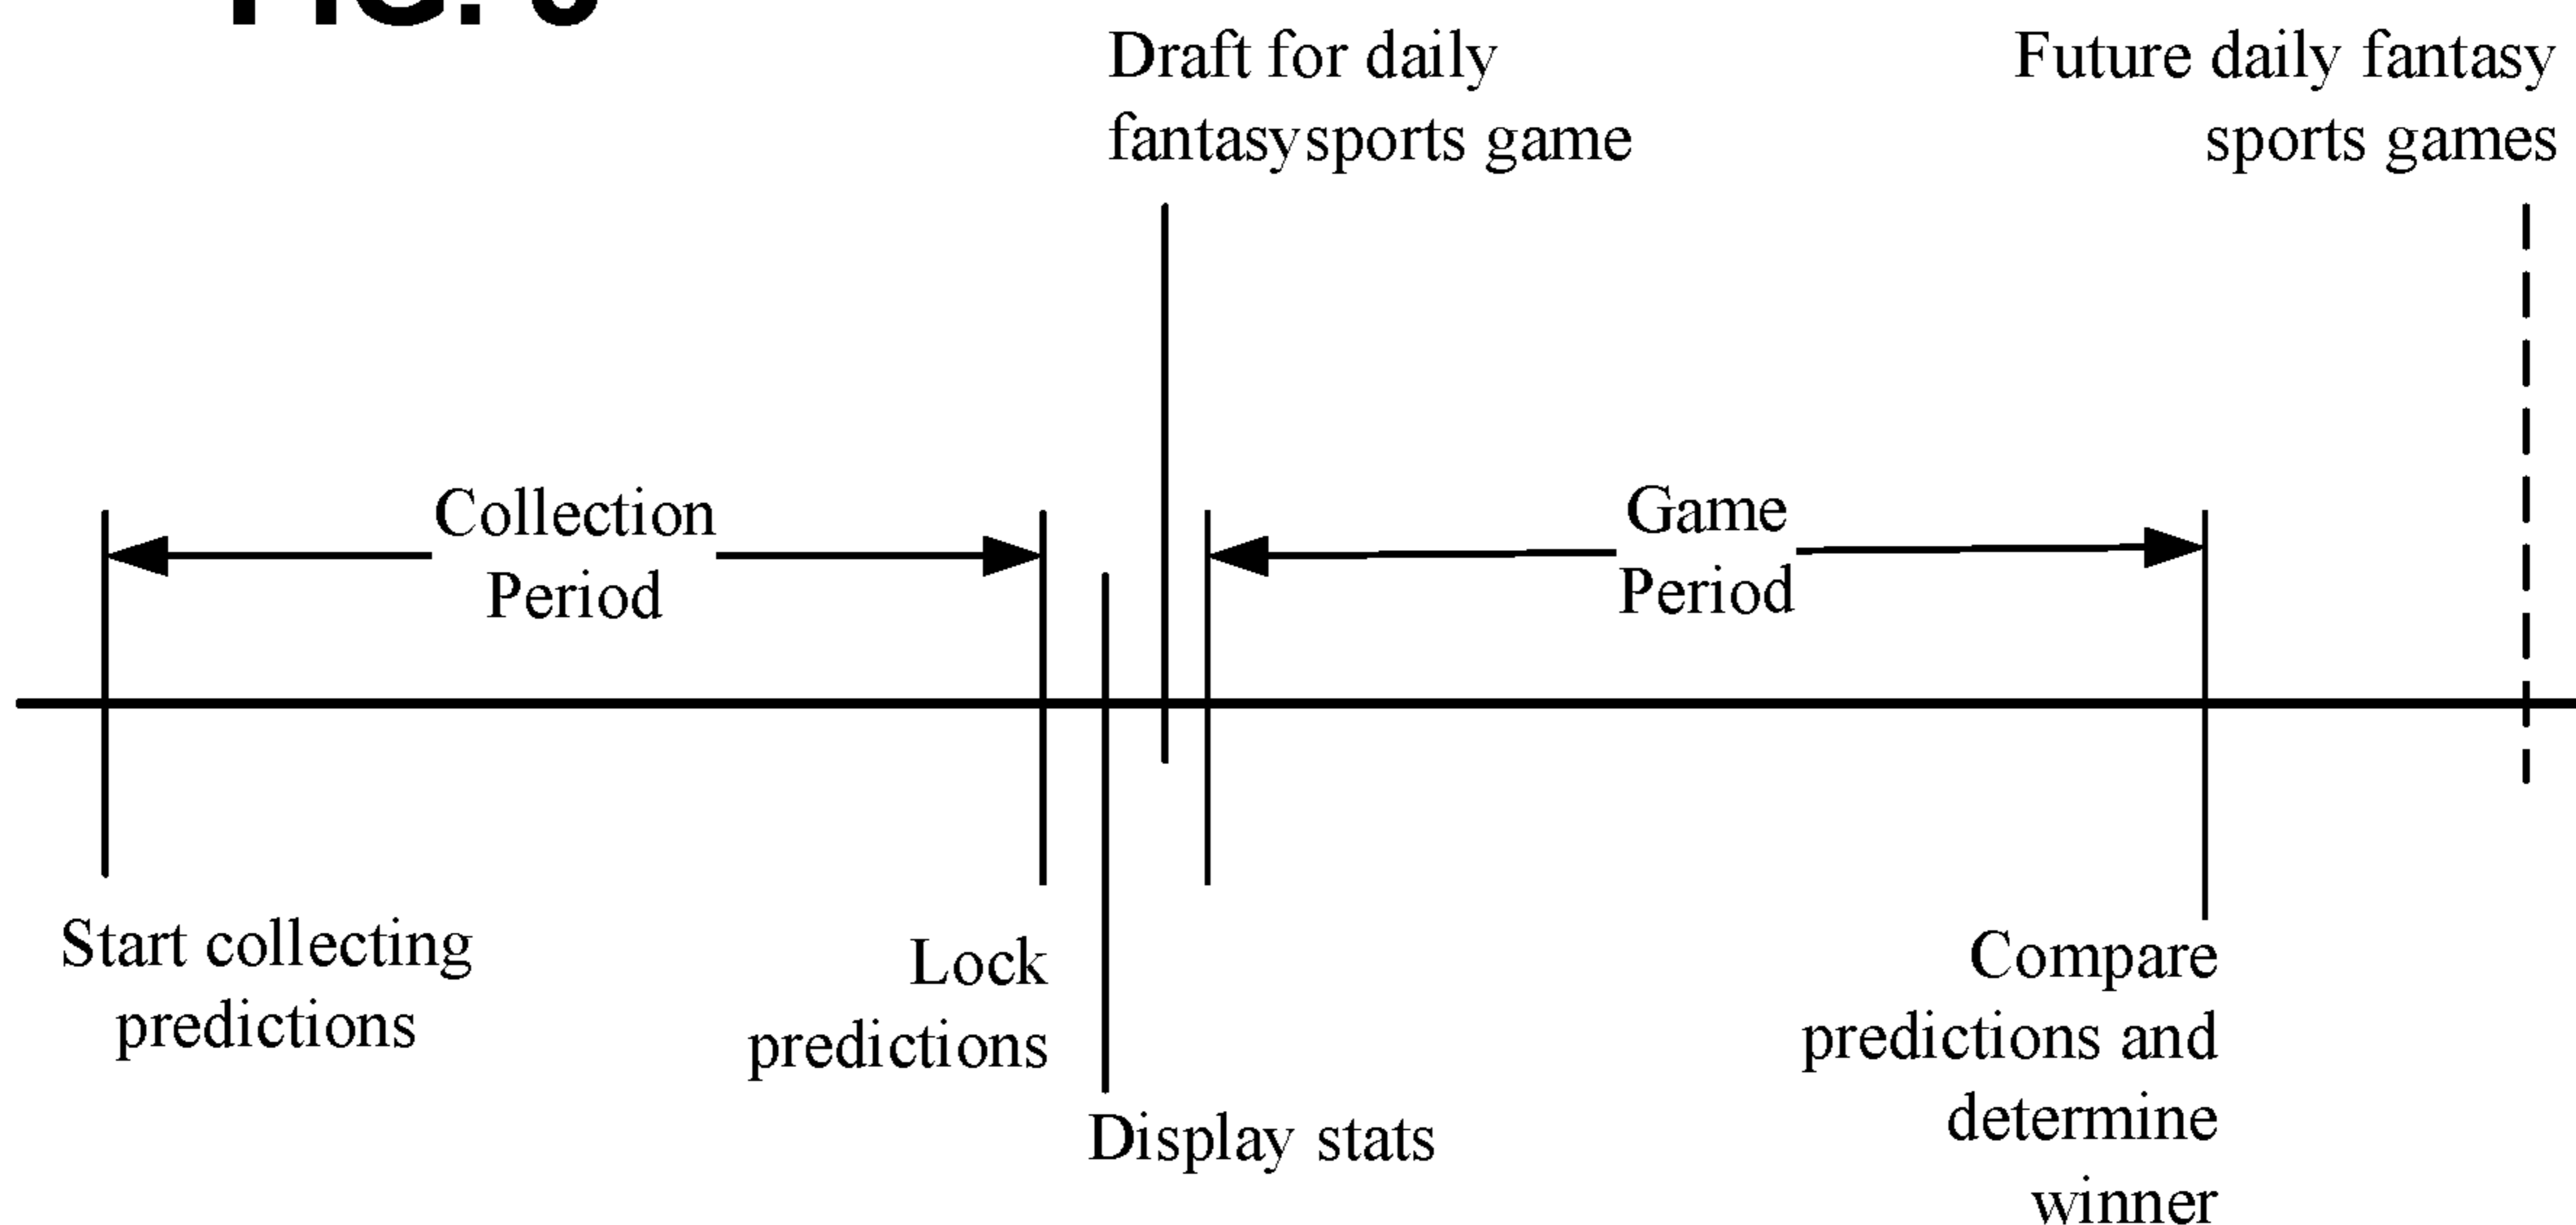 Draft for daily
fantasysports game
Future daily fantasy
sports games
Collection
Period
Game
Period
Start collecting
predictions
Lock
predictions
Display stats
Compare
predictions and
determine
winner